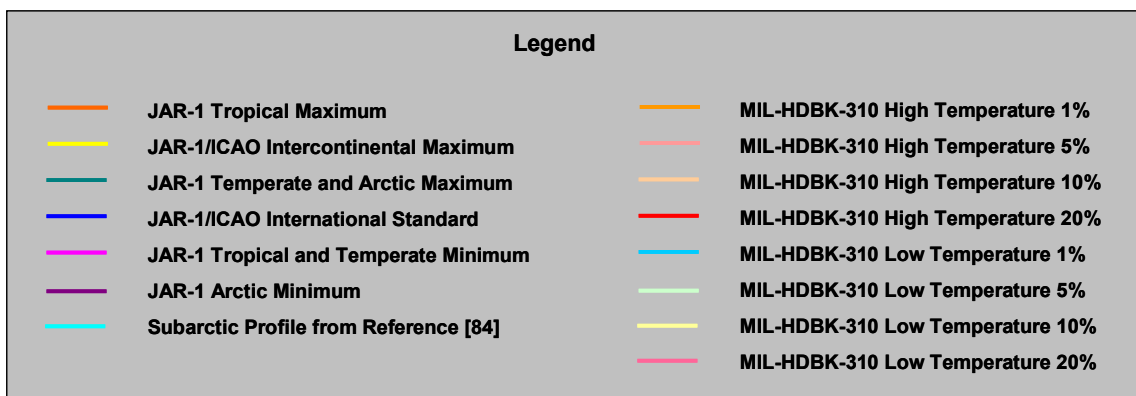 Legend
JAR-1 Tropical Maximum
JAR-1/ICAO Intercontinental Maximum
JAR-1 Temperate and Arctic Maximum
JAR-1/ICAO International Standard
JAR-1 Tropical and Temperate Minimum
JAR-1 Arctic Minimum
Subarctic Profile from Reference [84]
MIL-HDBK-310 High Temperature 1%
MIL-HDBK-310 High Temperature 5%
MIL-HDBK-310 High Temperature 10%
MIL-HDBK-310 High Temperature 20%
MIL-HDBK-310 Low Temperature 1%
MIL-HDBK-310 Low Temperature 5%
MIL-HDBK-310 Low Temperature 10%
MIL-HDBK-310 Low Temperature 20%